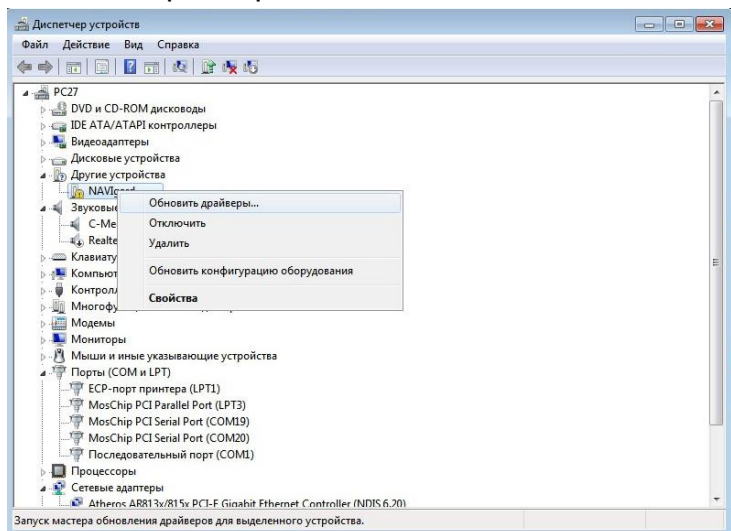 Диспетчер устройств
Файл Действие Вид Справка
PC27
DVD и CD-ROM дисководы
IDE ATA/ATAPI контроллеры
Видеоадаптеры
Дисковые устройства
Другие устройства
Обновить драйверы...
Звуковые
C-Me
Отключить
Realte
Удалить
Клавиату
Компьют
Обновить конфигурацию оборудования
Контрол
Свойства
Многофу
Модемы
Мониторы
Мыши и иные указывающие устройства
Порты (COM и LPT)
ECP-порт принтера (LPT1)
MosChip PCI Parallel Port (LPT3)
MosChip PCI Serial Port (COM19)
MosChip PCI Serial Port (COM20)
Последовательный порт (COM1)
Процессоры
Сетевые адаптеры
Atheros AR813x/815x PCI-E Gigabit Ethernet Controller (NDIS 6.20)
Запуск мастера обновления драйверов для выделенного устройства.